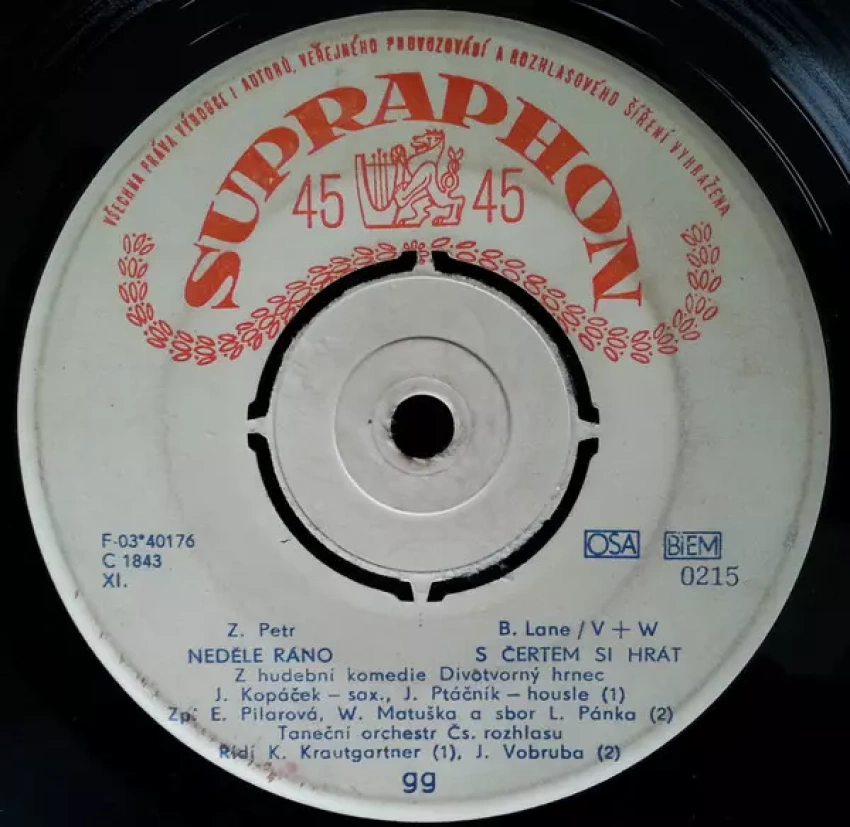 VŠECHNA PRÁVA VÝROBCE I AUTORŮ, VEŘEJNÉHO PROVOZOVÁNÍ A ROZHLASOVÉHO ŠÍŘENÍ VYHRAŽENA
SUPRAPHON
45 45
F-03*40176
C 1843
XI.
OSA BIEM
0215
Z. Petr B. Lane / V + W
NEDĚLE RÁNO S ČERTEM SI HRÁT
Z hudební komedie Divotvorný hrnec
J. Kopáček – sax., J. Ptáčník – housle (1)
Zp: E. Pilarová, W. Matuška a sbor L. Pánka (2)
Taneční orchestr Čs. rozhlasu
Řídí K. Krautgartner (1), J. Vobruba (2)
gg